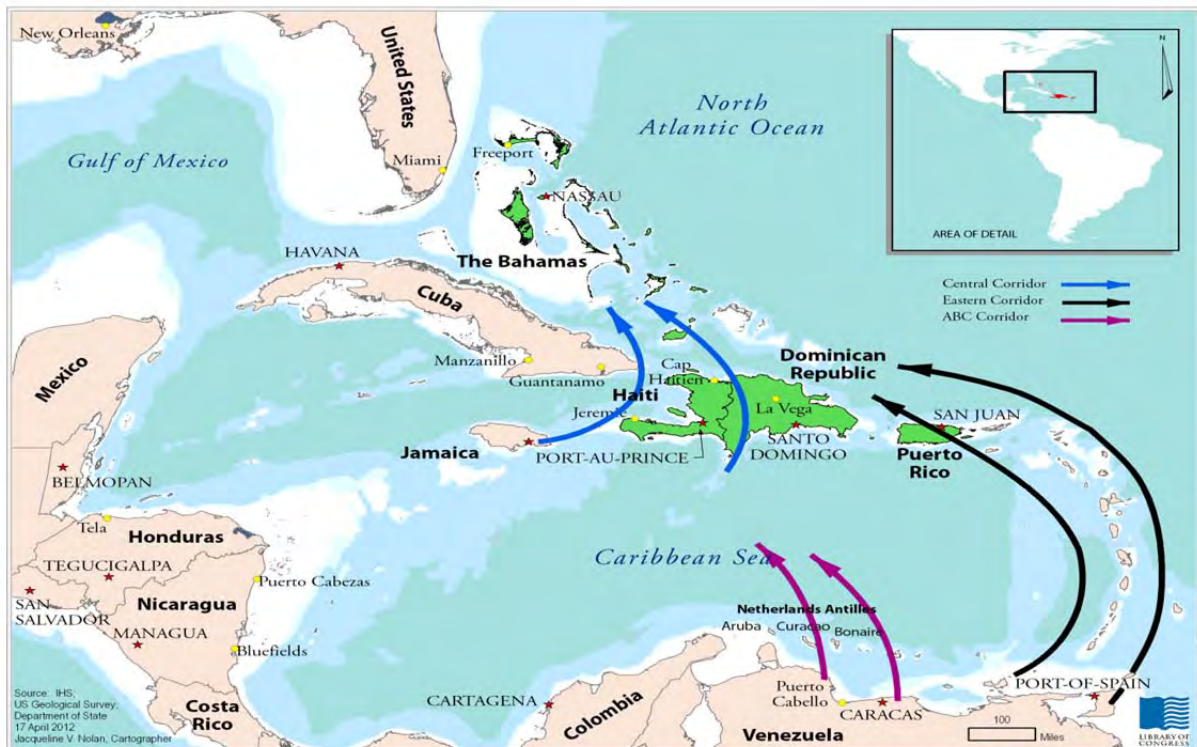 New Orleans
United States
North
Atlantic Ocean
N
Gulf of Mexico
Miami
Freeport
NASSAU
AREA OF DETAIL
HAVANA
The Bahamas
Cuba
Central Corridor
Eastern Corridor
ABC Corridor
Mexico
Manzillo
Guantanamo
Cap
Haitien
Haiti
Dominican
Republic
Jeremie
La Vega
SAN JUAN
Jamaica
PORT-AU-PRINCE
SANTO
DOMINGO
Puerto
Rico
BELMOPAN
Tela
Honduras
Caribbean Sea
TEGUCIGALPA
Puerto Cabezas
SAN
SALVADOR
Nicaragua
MANAGUA
Netherlands Antilles
Aruba
Curacao
Bonaire
Bluefields
Source: IHS,
US Geological Survey,
Department of State
17 April 2012
Jacqueline V. Nolan, Cartographer
Costa
Rico
CARTAGENA
Colombia
Puerto
Cabello
CARACAS
Venezuela
PORT-OF-SPAIN
100
Miles
LIBRARY OF
CONGRESS